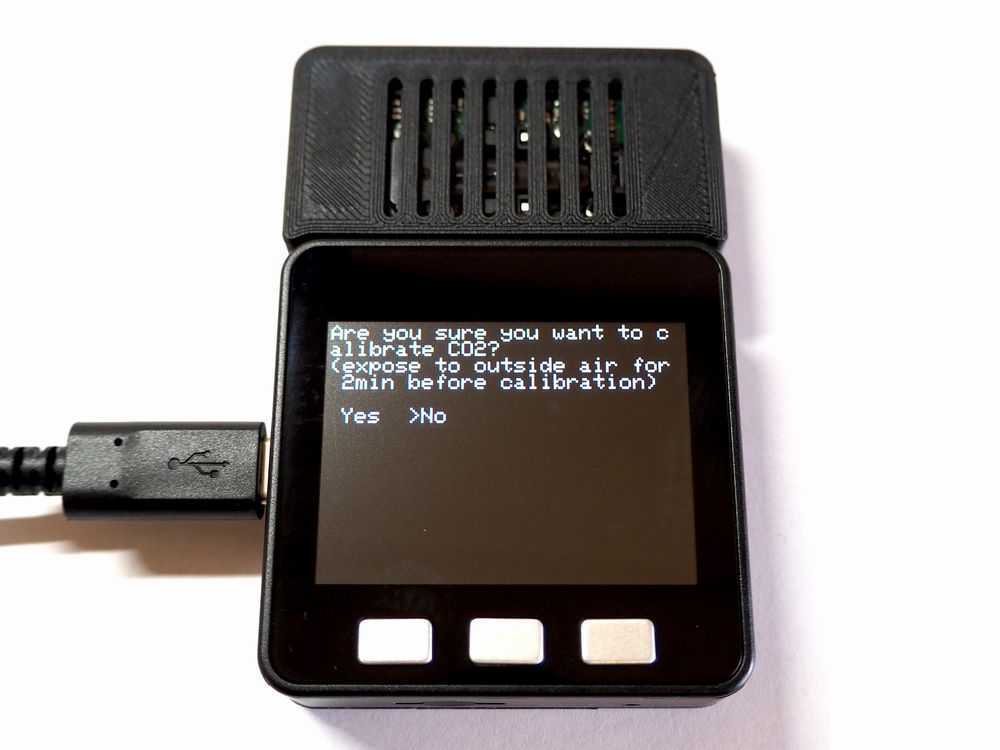 Are you sure you want to c
alibrate CO2?
(expose to outside air for
 2min before calibration)
 Yes  >No